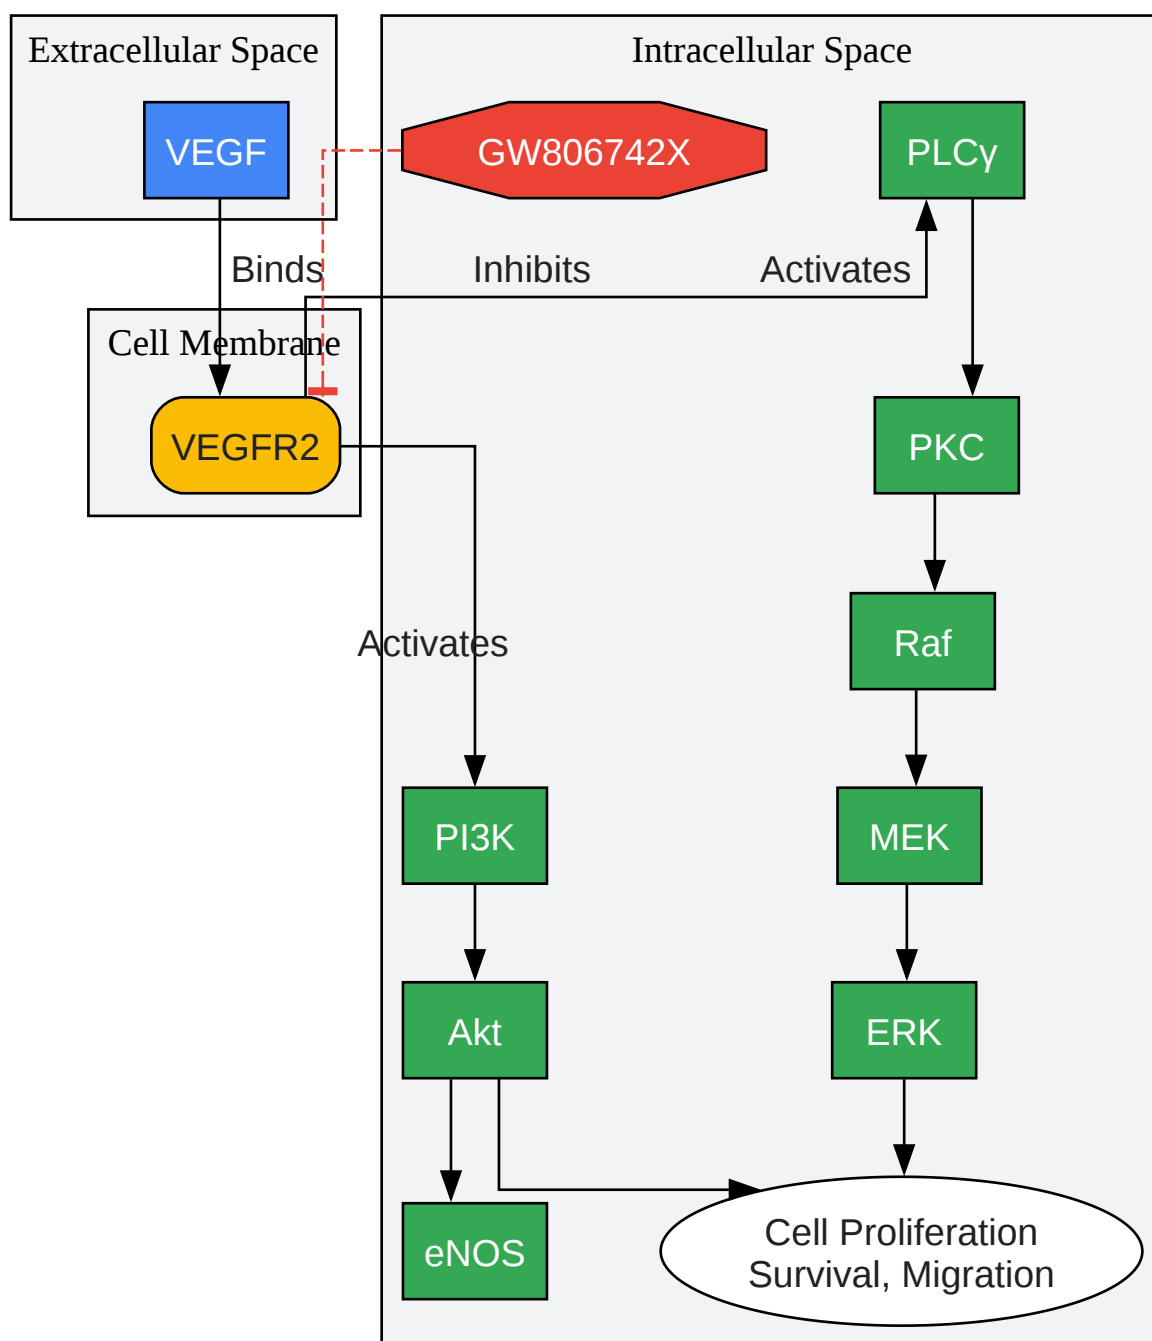 Extracellular Space
Intracellular Space
VEGF
GW806742X
PLCγ
Binds
Inhibits
Activates
Cell Membrane
VEGFR2
PKC
Raf
Activates
PI3K
MEK
Akt
ERK
eNOS
Cell Proliferation
Survival, Migration